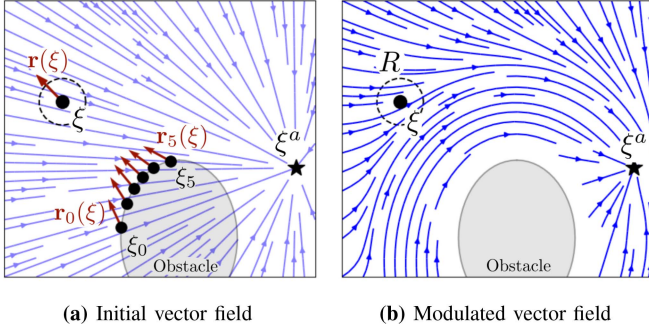 r(ξ)
ξ
r₅(ξ)
ξᵃ
ξ₅
r₀(ξ)
ξ₀
Obstacle
R
ξ
ξᵃ
Obstacle
(a) Initial vector field
(b) Modulated vector field